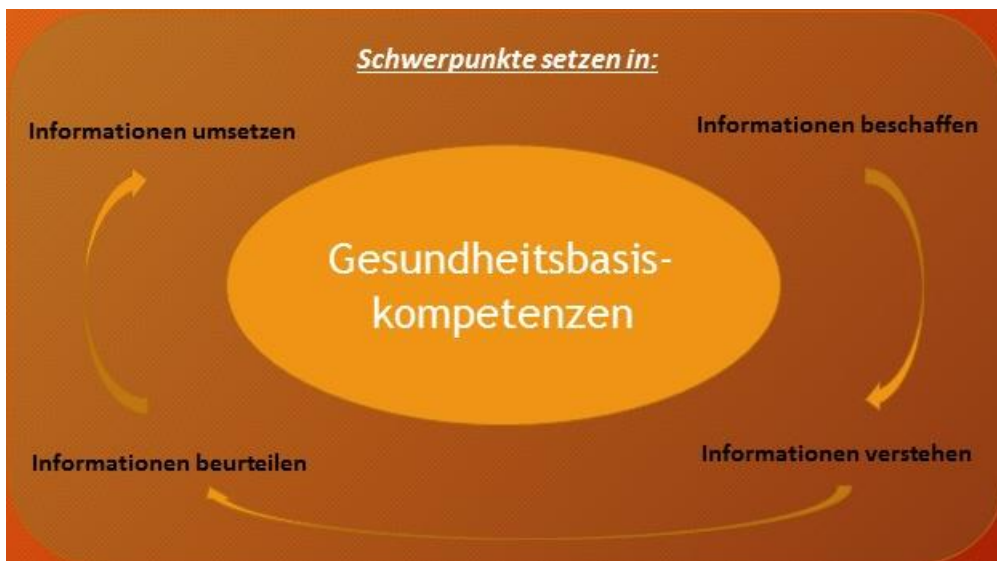 Schwerpunkte setzen in:
Informationen umsetzen
Informationen beschaffen
Gesundheitsbasis-
kompetenzen
Informationen beurteilen
Informationen verstehen